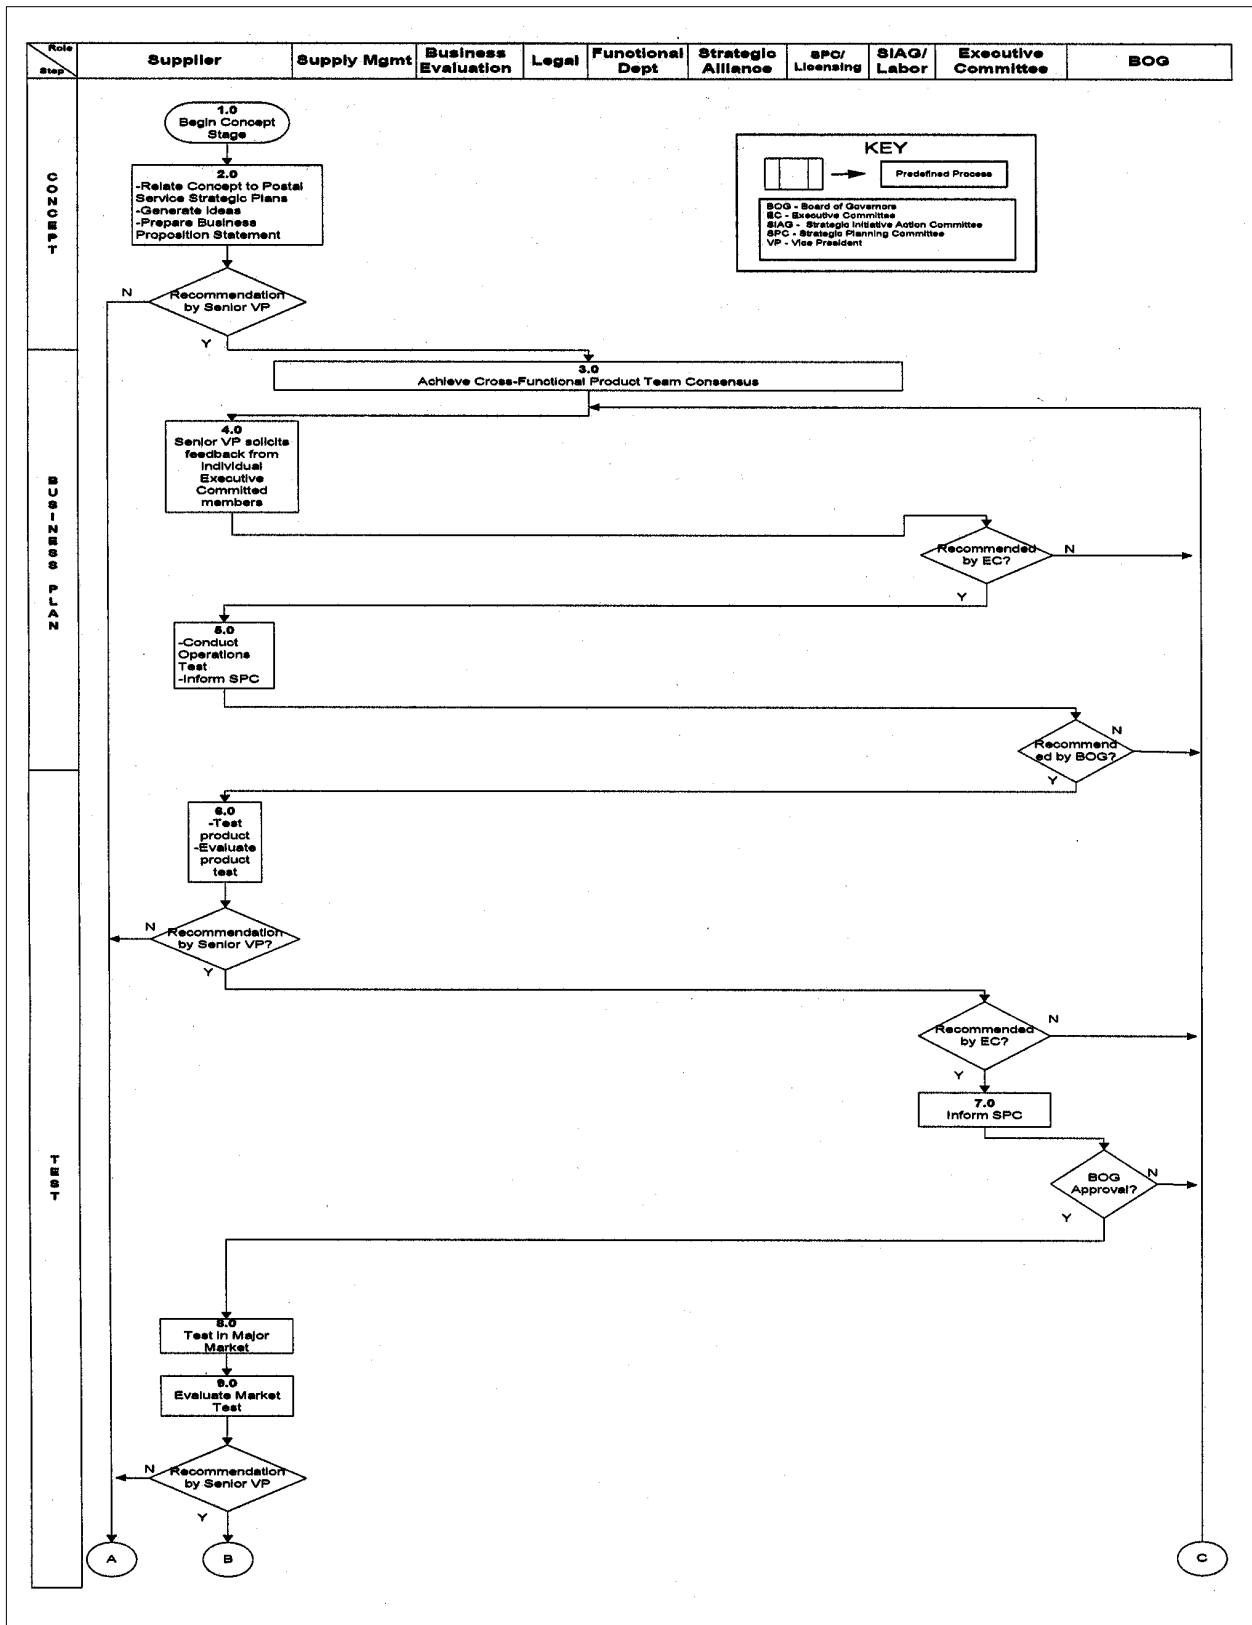 Role
Step
Supplier
Supply Mgmt
Business
Evaluation
Legal
Functional
Dept
Strategic
Alliance
SPC/
Licensing
SIAG/
Labor
Executive
Committee
BOG
CONCEPT
1.0
Begin Concept
Stage
2.0
-Relate Concept to Postal
Service Strategic Plans
-Generate Ideas
-Prepare Business
Proposition Statement
KEY
Predefined Process
BOG - Board of Governors
EC - Executive Committee
SIAG - Strategic Initiative Action Committee
SPC - Strategic Planning Committee
VP - Vice President
N
Recommendation
by Senior VP
Y
BUSINESS PLAN
3.0
Achieve Cross-Functional Product Team Consensus
4.0
Senior VP solicits
feedback from
Individual
Executive
Committed
members
Recommended
by EC?
N
Y
5.0
-Conduct
Operations
Test
-Inform SPC
N
Recommend
ed by BOG?
Y
TEST
6.0
-Test
product
-Evaluate
product
test
N
Recommendation
by Senior VP?
Y
N
Recommended
by EC?
Y
7.0
Inform SPC
BOG
Approval?
N
Y
8.0
Test in Major
Market
9.0
Evaluate Market
Test
N
Recommendation
by Senior VP
Y
A
B
C